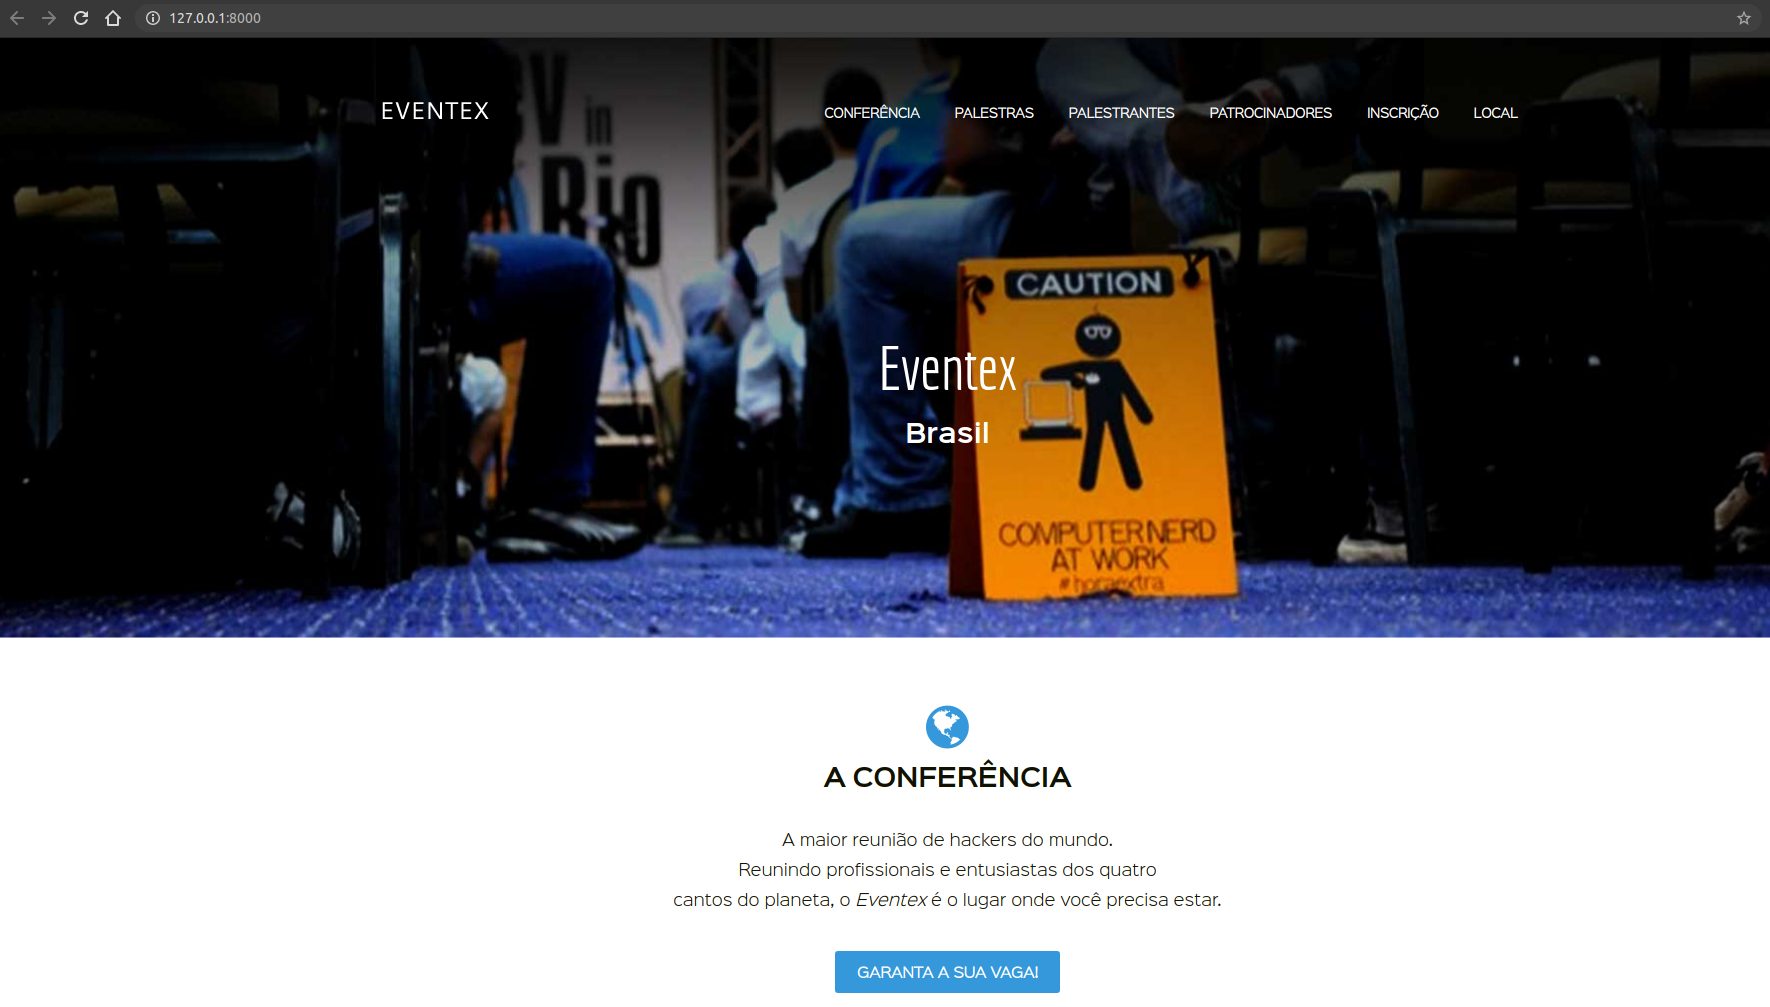 127.0.0.1:8000
EVENTEX
CONFERÊNCIA PALESTRAS PALESTRANTES PATROCINADORES INSCRIÇÃO LOCAL
V in
Rio
CAUTION
Eventex
Brasil
COMPUTER NERD
AT WORK
#horaextra
A CONFERÊNCIA
A maior reunião de hackers do mundo.
Reunindo profissionais e entusiastas dos quatro
cantos do planeta, o Eventex é o lugar onde você precisa estar.
GARANTA A SUA VAGA!